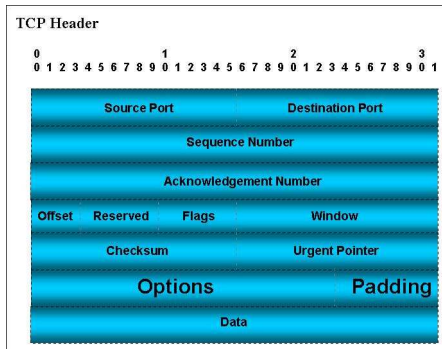 TCP Header
0 1 2 3
0 1 2 3 4 5 6 7 8 9 0 1 2 3 4 5 6 7 8 9 0 1 2 3 4 5 6 7 8 9 0 1
Source Port Destination Port
Sequence Number
Acknowledgement Number
Offset Reserved Flags Window
Checksum Urgent Pointer
Options Padding
Data